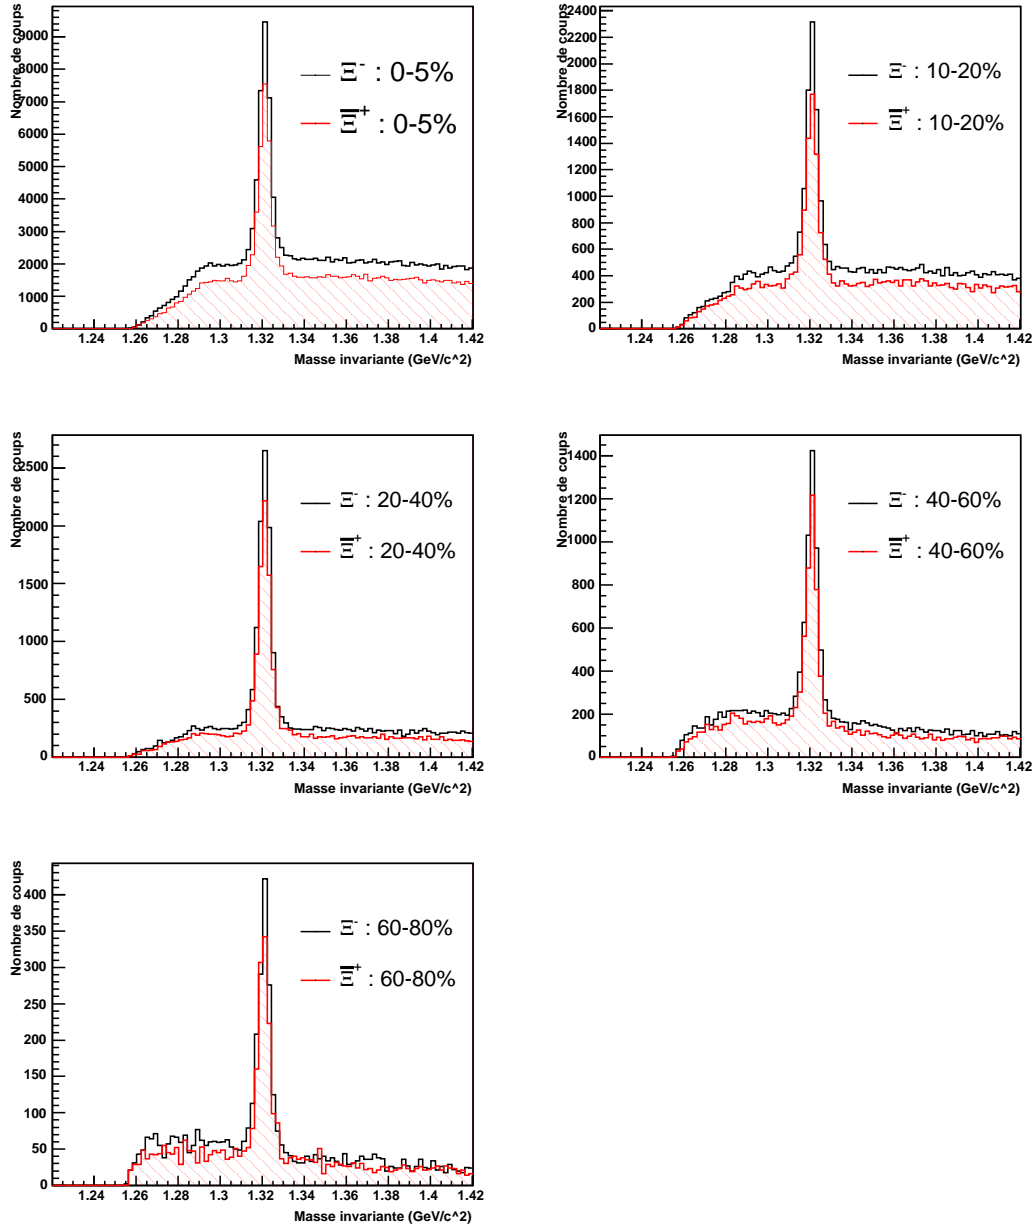 Nombre de coups
9000
8000
7000
6000
5000
4000
3000
2000
1000
0
Ξ⁻ : 0-5%
Ξ̅⁺ : 0-5%
1.24 1.26 1.28 1.3 1.32 1.34 1.36 1.38 1.4 1.42
Masse invariante (GeV/c^2)
Nombre de coups
2400
2200
2000
1800
1600
1400
1200
1000
800
600
400
200
0
Ξ⁻ : 10-20%
Ξ̅⁺ : 10-20%
1.24 1.26 1.28 1.3 1.32 1.34 1.36 1.38 1.4 1.42
Masse invariante (GeV/c^2)
Nombre de coups
2500
2000
1500
1000
500
0
Ξ⁻ : 20-40%
Ξ̅⁺ : 20-40%
1.24 1.26 1.28 1.3 1.32 1.34 1.36 1.38 1.4 1.42
Masse invariante (GeV/c^2)
Nombre de coups
1400
1200
1000
800
600
400
200
0
Ξ⁻ : 40-60%
Ξ̅⁺ : 40-60%
1.24 1.26 1.28 1.3 1.32 1.34 1.36 1.38 1.4 1.42
Masse invariante (GeV/c^2)
Nombre de coups
400
350
300
250
200
150
100
50
0
Ξ⁻ : 60-80%
Ξ̅⁺ : 60-80%
1.24 1.26 1.28 1.3 1.32 1.34 1.36 1.38 1.4 1.42
Masse invariante (GeV/c^2)